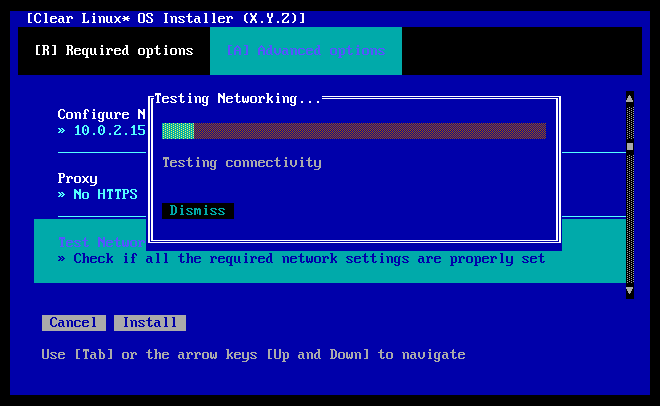 [Clear Linux* OS Installer (X.Y.Z)]
[R] Required options [A] Advanced options
Testing Networking...
Configure N
» 10.0.2.15
Testing connectivity
Proxy
» No HTTPS
Dismiss
Test Networ
» Check if all the required network settings are properly set
Cancel Install
Use [Tab] or the arrow keys [Up and Down] to navigate